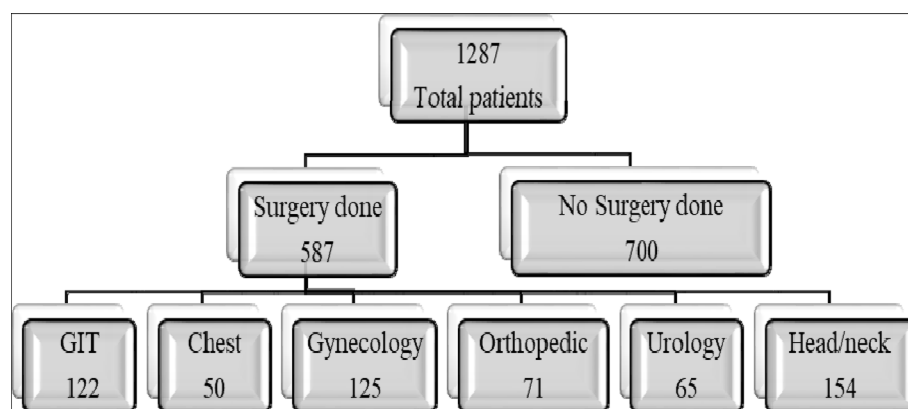 1287
Total patients
Surgery done
587
No Surgery done
700
GIT
122
Chest
50
Gynecology
125
Orthopedic
71
Urology
65
Head/neck
154